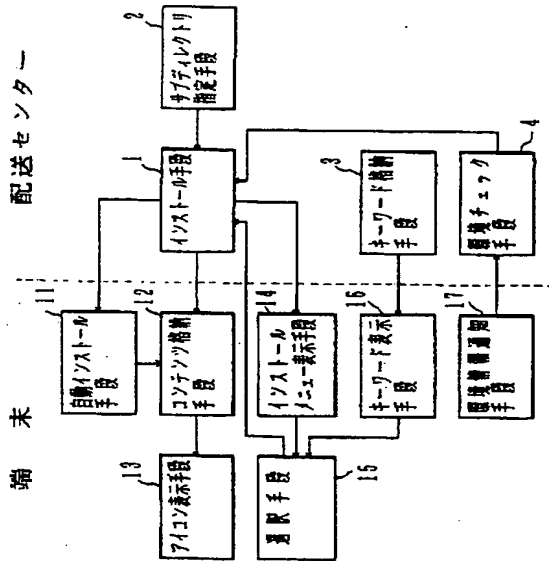 端末
配送センター
11
自動インストール
手段
12
コンテンツ格納
手段
13
アイコン表示手段
14
インストール
メニュー表示手段
15
選択手段
16
キーワード表示
手段
17
環境情報通知
手段
1
インストール手段
2
サブディレクトリ
指定手段
3
キーワード格納
手段
4
環境チェック
手段